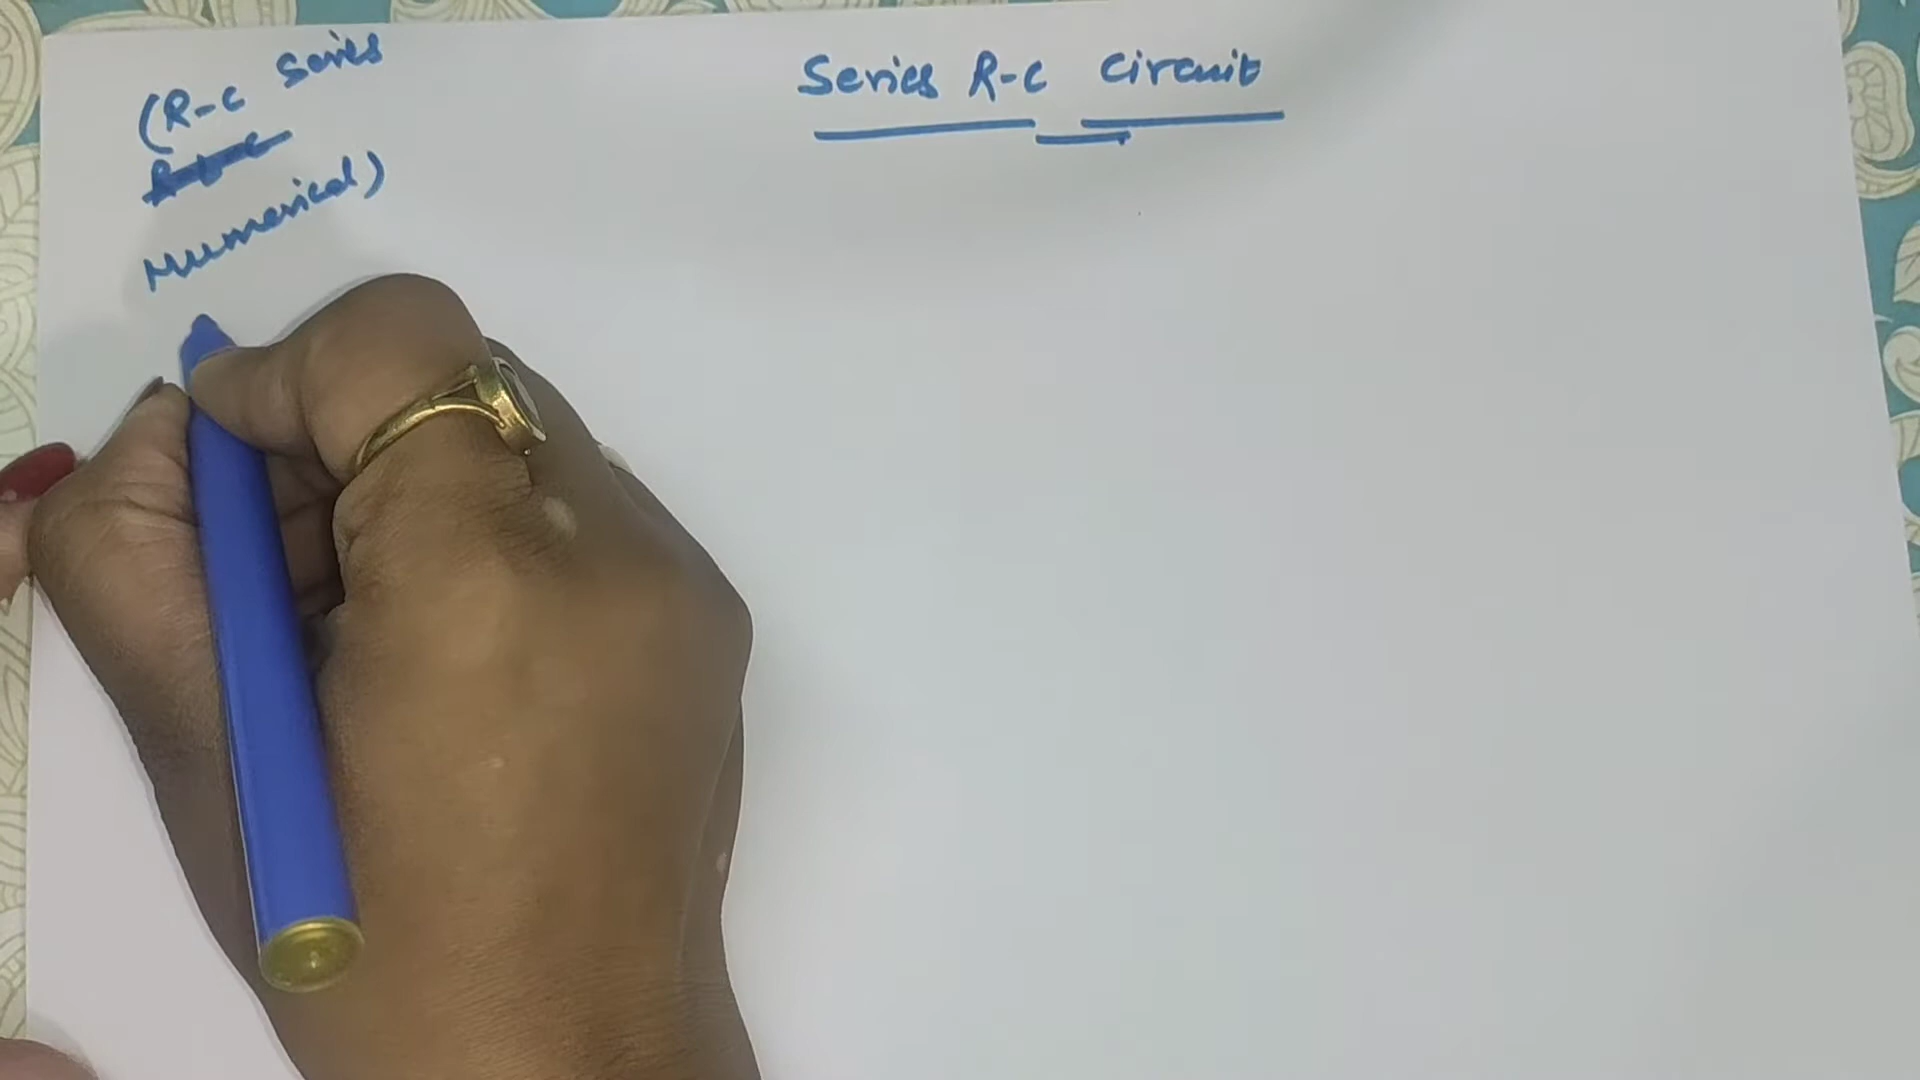 Series R-C Circuit
(R-C Series
Numerical)